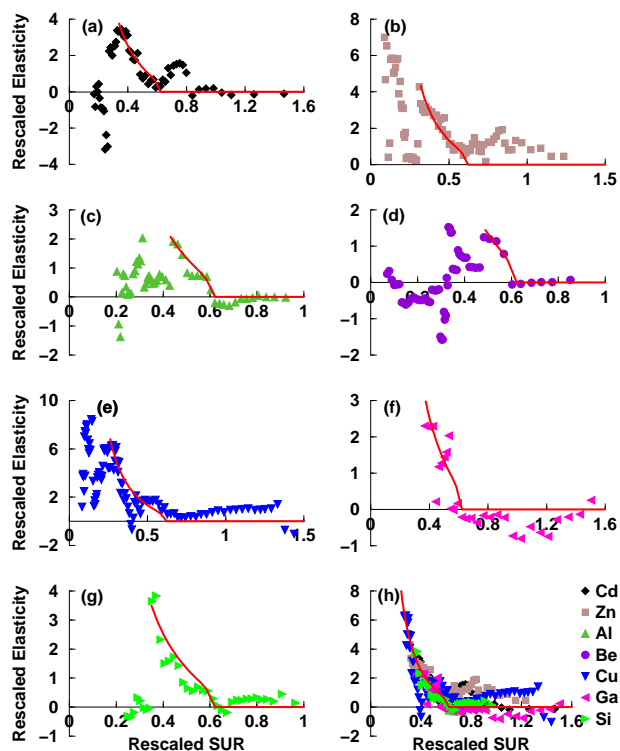 (a)
Rescaled Elasticity
4
2
0
−2
−4
0 0.4 0.8 1.2 1.6
(b)
8
6
4
2
0
0 0.5 1 1.5
(c)
Rescaled Elasticity
4
3
2
1
0
−1
−2
0 0.2 0.4 0.6 0.8 1
(d)
2
1
0
−1
−2
0 0.2 0.4 0.6 0.8 1
(e)
Rescaled Elasticity
10
6
2
−2
0 0.5 1 1.5
(f)
3
2
1
0
−1
0 0.4 0.8 1.2 1.6
(g)
Rescaled Elasticity
4
3
2
1
0
−1
0 0.2 0.4 0.6 0.8 1
Rescaled SUR
(h)
8
6
4
2
0
−2
0 0.4 0.8 1.2 1.6
Rescaled SUR
Cd
Zn
Al
Be
Cu
Ga
Si